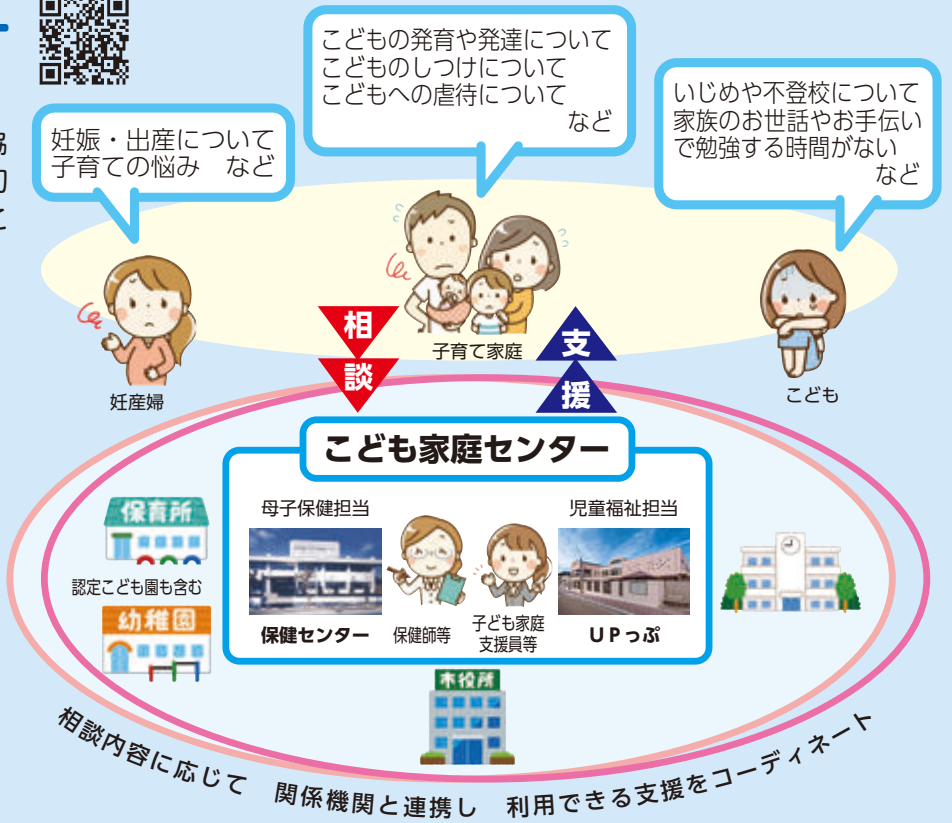 こどもの発育や発達について
こどものしつけについて
こどもへの虐待について
など
いじめや不登校について
家族のお世話やお手伝い
で勉強する時間がない
など
妊娠・出産について
子育ての悩み　など
妊産婦
子育て家庭
こども
相談
支援
こども家庭センター
母子保健担当
児童福祉担当
保健センター
保健師等
子ども家庭
支援員等
UPっぷ
保育所
認定こども園も含む
幼稚園
市役所
相談内容に応じて　関係機関と連携し　利用できる支援をコーディネート